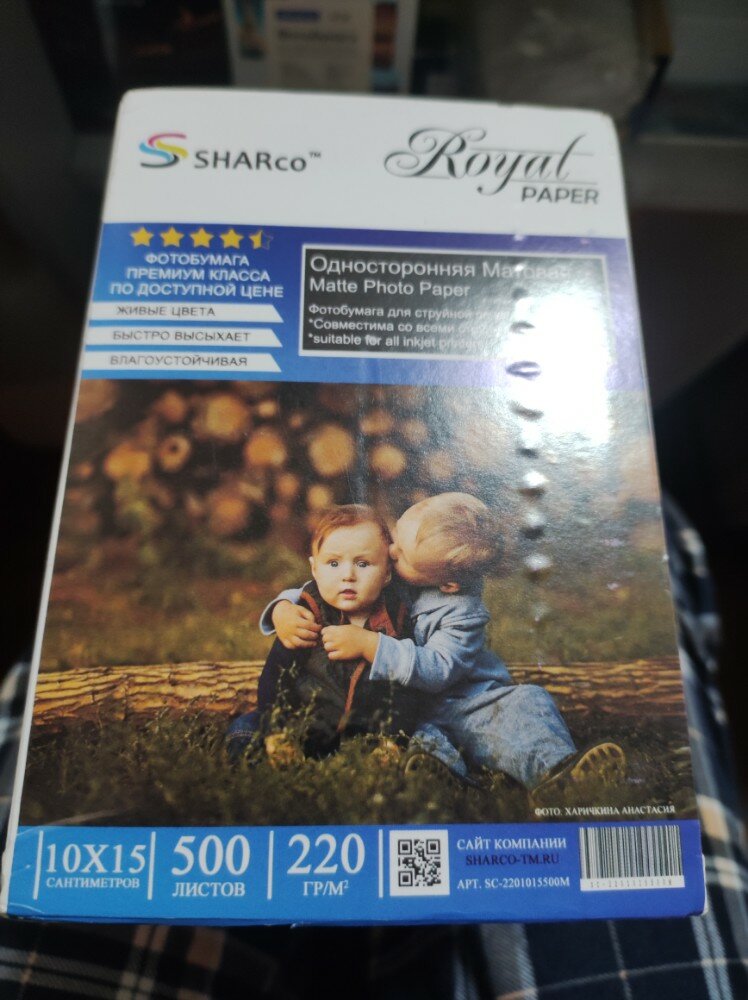 SHARco™
Royal
PAPER
ФОТОБУМАГА
ПРЕМИУМ КЛАССА
ПО ДОСТУПНОЙ ЦЕНЕ
ЖИВЫЕ ЦВЕТА
БЫСТРО ВЫСЫХАЕТ
ВЛАГОУСТОЙЧИВАЯ
Односторонняя Матовая
Matte Photo Paper
Фотобумага для струйной
*Совместима со всеми
*suitable for all inkjet printers
ФОТО: ХАРИЧКИНА АНАСТАСИЯ
10X15
САНТИМЕТРОВ
500
ЛИСТОВ
220
ГР/М²
САЙТ КОМПАНИИ
SHARCO-TM.RU
АРТ. SC-2201015500M